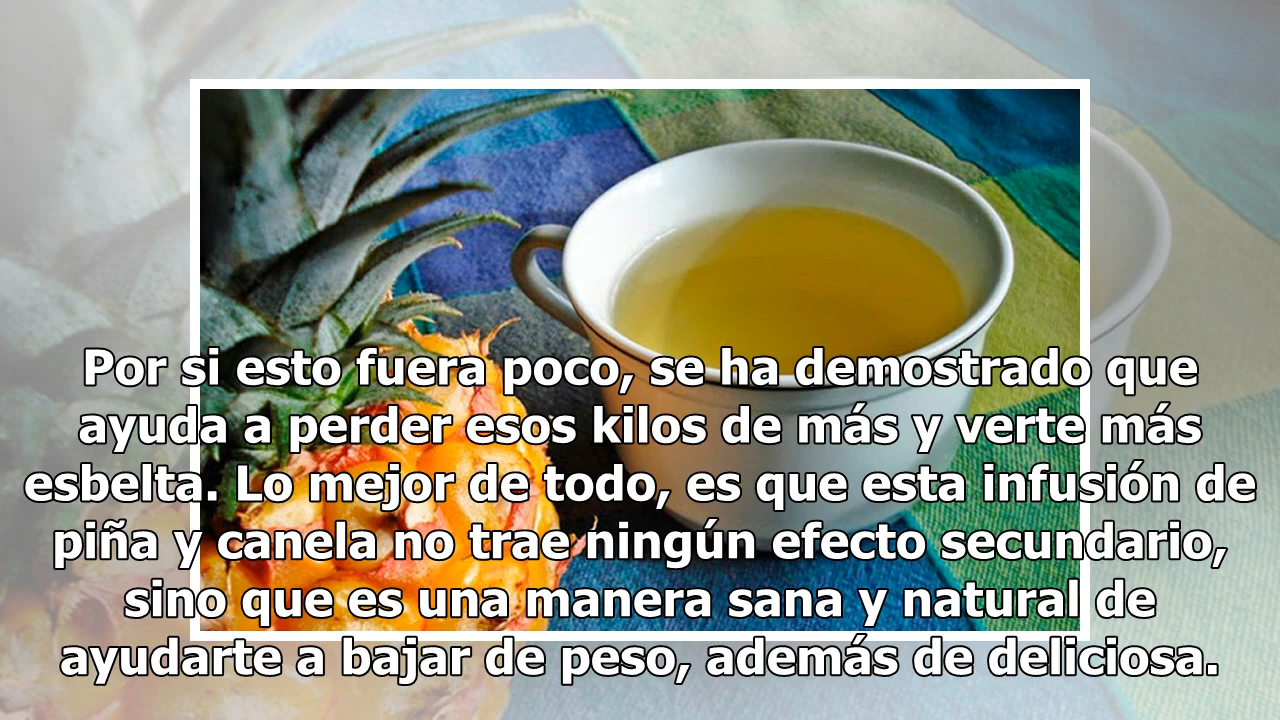 Por si esto fuera poco, se ha demostrado que
ayuda a perder esos kilos de más y verte más
esbelta. Lo mejor de todo, es que esta infusión de
piña y canela no trae ningún efecto secundario,
sino que es una manera sana y natural de
ayudarte a bajar de peso, además de deliciosa.